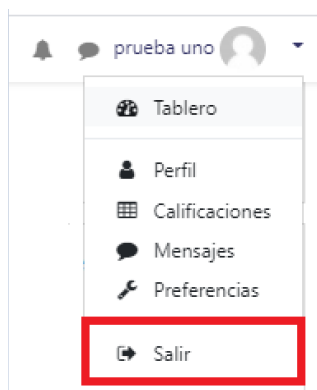 prueba uno
Tablero
Perfil
Calificaciones
Mensajes
Preferencias
Salir